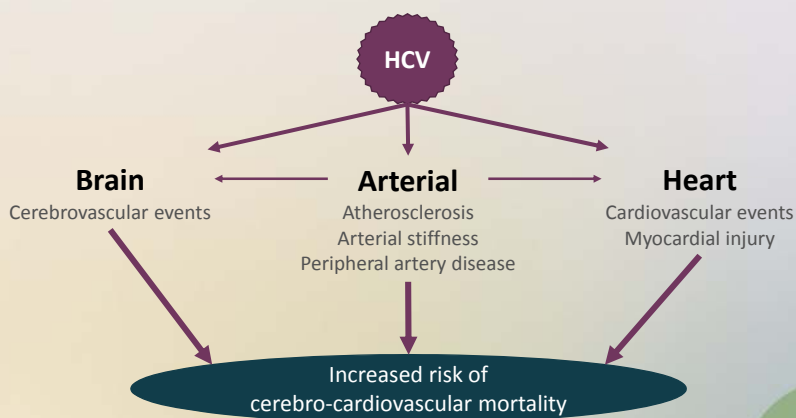 HCV
Brain
Cerebrovascular events
Arterial
Atherosclerosis
Arterial stiffness
Peripheral artery disease
Heart
Cardiovascular events
Myocardial injury
Increased risk of
cerebro-cardiovascular mortality